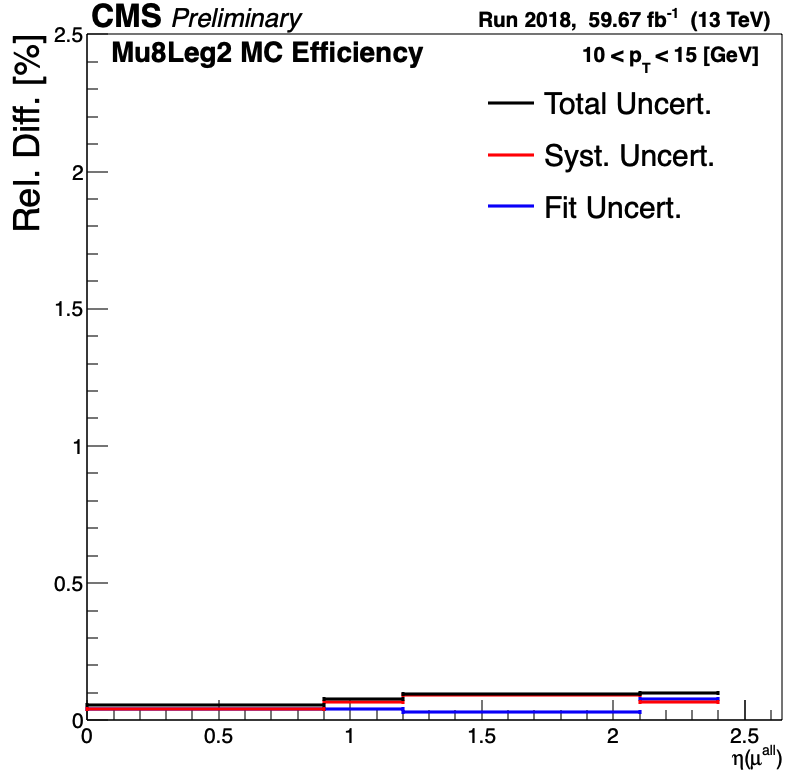 CMS Preliminary
Run 2018, 59.67 fb⁻¹ (13 TeV)
Mu8Leg2 MC Efficiency
10 < p_T < 15 [GeV]
Total Uncert.
Syst. Uncert.
Fit Uncert.
Rel. Diff. [%]
2.5
2
1.5
1
0.5
0
0 0.5 1 1.5 2 2.5
η(μ^all)